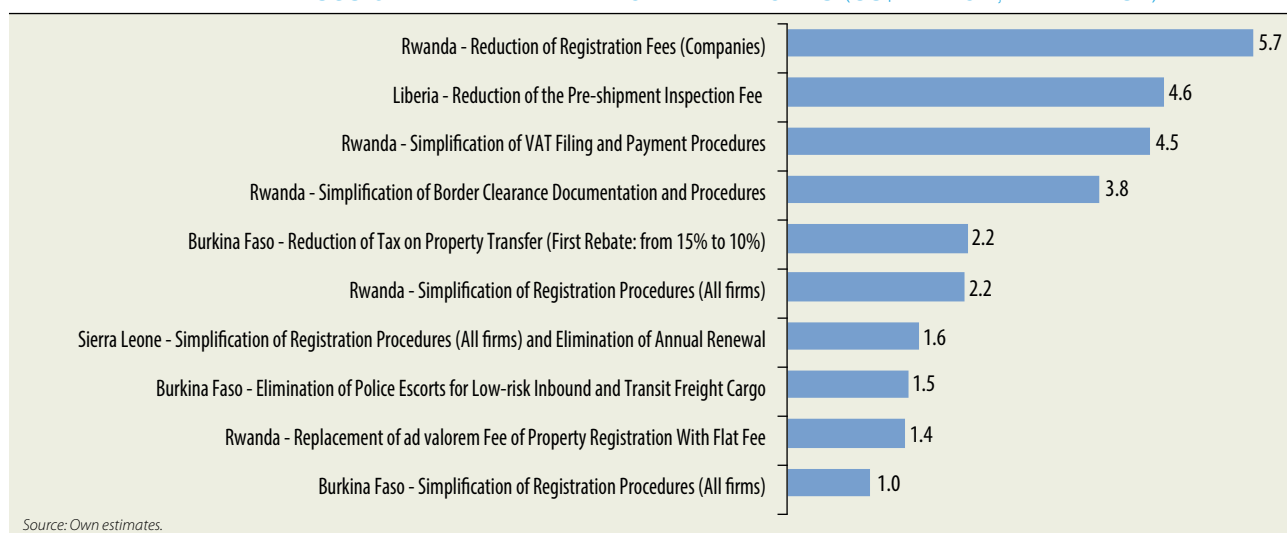 Rwanda - Reduction of Registration Fees (Companies) 5.7
Liberia - Reduction of the Pre-shipment Inspection Fee 4.6
Rwanda - Simplification of VAT Filing and Payment Procedures 4.5
Rwanda - Simplification of Border Clearance Documentation and Procedures 3.8
Burkina Faso - Reduction of Tax on Property Transfer (First Rebate: from 15% to 10%) 2.2
Rwanda - Simplification of Registration Procedures (All firms) 2.2
Sierra Leone - Simplification of Registration Procedures (All firms) and Elimination of Annual Renewal 1.6
Burkina Faso - Elimination of Police Escorts for Low-risk Inbound and Transit Freight Cargo 1.5
Rwanda - Replacement of ad valorem Fee of Property Registration With Flat Fee 1.4
Burkina Faso - Simplification of Registration Procedures (All firms) 1.0
Source: Own estimates.